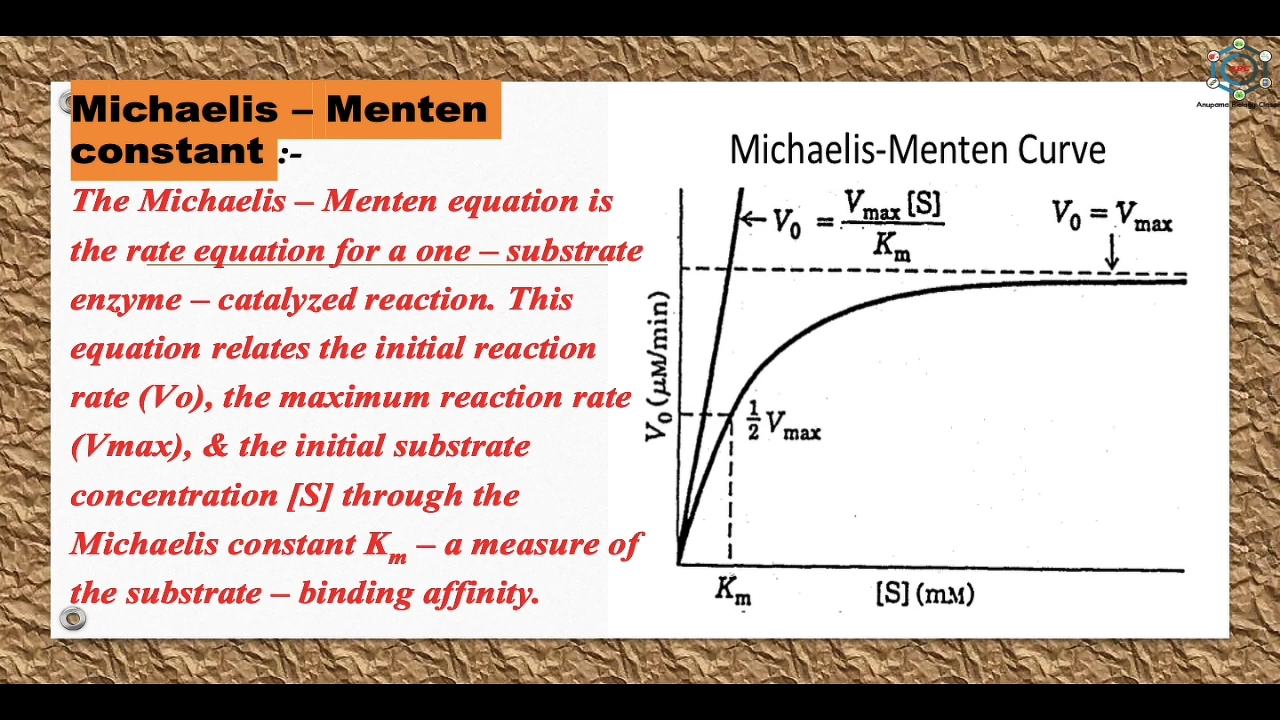 Michaelis – Menten
constant :-
The Michaelis – Menten equation is
the rate equation for a one – substrate
enzyme – catalyzed reaction. This
equation relates the initial reaction
rate (Vo), the maximum reaction rate
(Vmax), & the initial substrate
concentration [S] through the
Michaelis constant Km – a measure of
the substrate – binding affinity.
Anupama Biology Class
Michaelis-Menten Curve
V0 = Vmax [S]
Km
V0 = Vmax
V0 (μM/min)
1/2 Vmax
Km
[S] (mM)